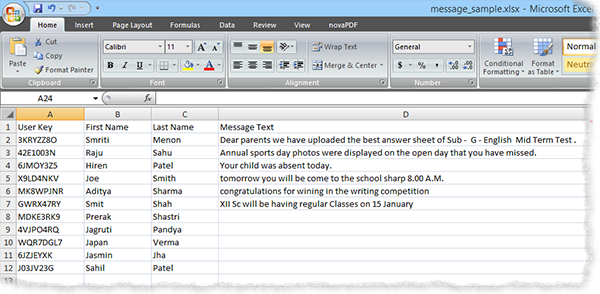 message_sample.xlsx - Microsoft Exce
Home Insert Page Layout Formulas Data Review View novaPDF
Cut
Copy
Format Painter
Paste
Clipboard
Calibri 11
B I U
Font
Wrap Text
Merge & Center
Alignment
General
Number
Conditional Formatting
Format as Table
Normal
Neutra
A24 fx
A B C D
1 User Key First Name Last Name Message Text
2 3KRYZZ8O Smriti Menon Dear parents we have uploaded the best answer sheet of Sub - G - English Mid Term Test .
3 42E1003N Raju Sahu Annual sports day photos were displayed on the open day that you have missed.
4 6JMOY3Z5 Hiren Patel Your child was absent today.
5 X9LD4NKV Joe Smith tomorrow you will be come to the school sharp 8.00 A.M.
6 MK8WPJNR Aditya Sharma congratulations for wining in the writing competition
7 GWRX47RY Smit Shah XII Sc will be having regular Classes on 15 January
8 MDKE3RK9 Prerak Shastri
9 4VJPO4RQ Jagruti Pandya
10 WQR7DGL7 Japan Verma
11 6JZJEYXK Jasmin Jha
12 J03JV23G Sahil Patel
13